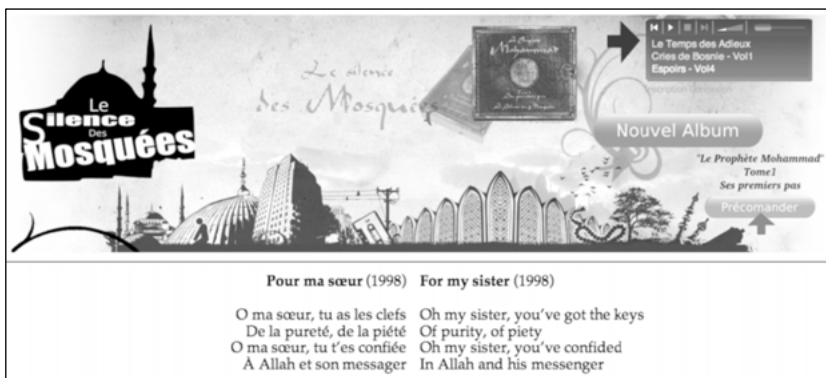 Le
Silence
Des
Mosquées
Le silence
des Mosquées
Mohammad
Le Temps des Adieux
Cries de Bosnie - Vol1
Espoirs - Vol4
Nouvel Album
"Le Prophète Mohammad"
Tome1
Ses premiers pas
Précomander
Pour ma sœur (1998) For my sister (1998)
O ma sœur, tu as les clefs Oh my sister, you've got the keys
De la pureté, de la piété Of purity, of piety
O ma sœur, tu t'es confiée Oh my sister, you've confided
À Allah et son messager In Allah and his messenger